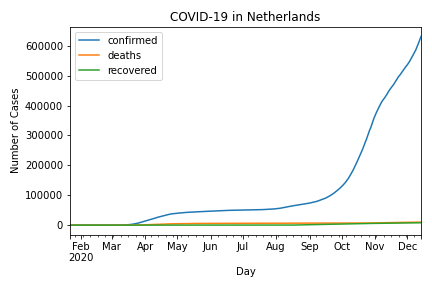 COVID-19 in Netherlands
confirmed
deaths
recovered
Number of Cases
600000
500000
400000
300000
200000
100000
0
Feb Mar Apr May Jun Jul Aug Sep Oct Nov Dec
2020
Day